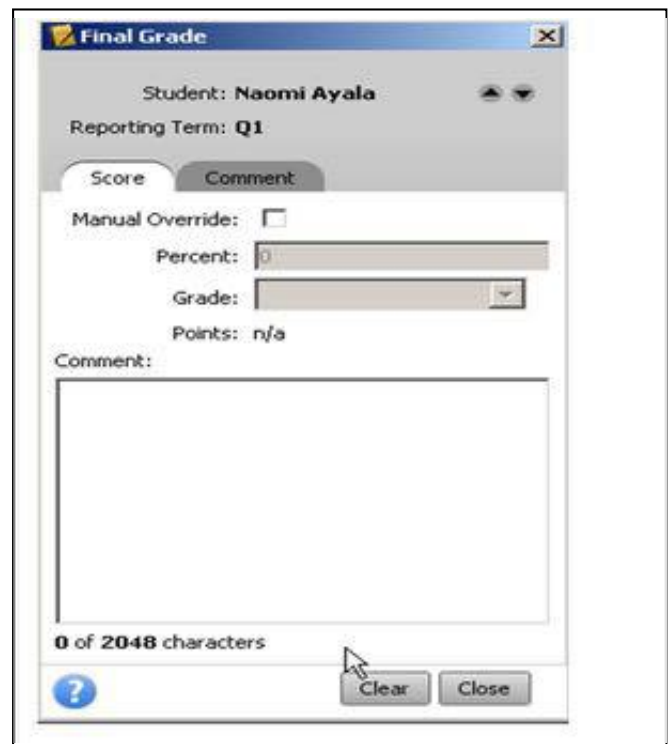 Final Grade
Student: Naomi Ayala
Reporting Term: Q1
Score Comment
Manual Override:
Percent: 0
Grade:
Points: n/a
Comment:
0 of 2048 characters
? Clear Close